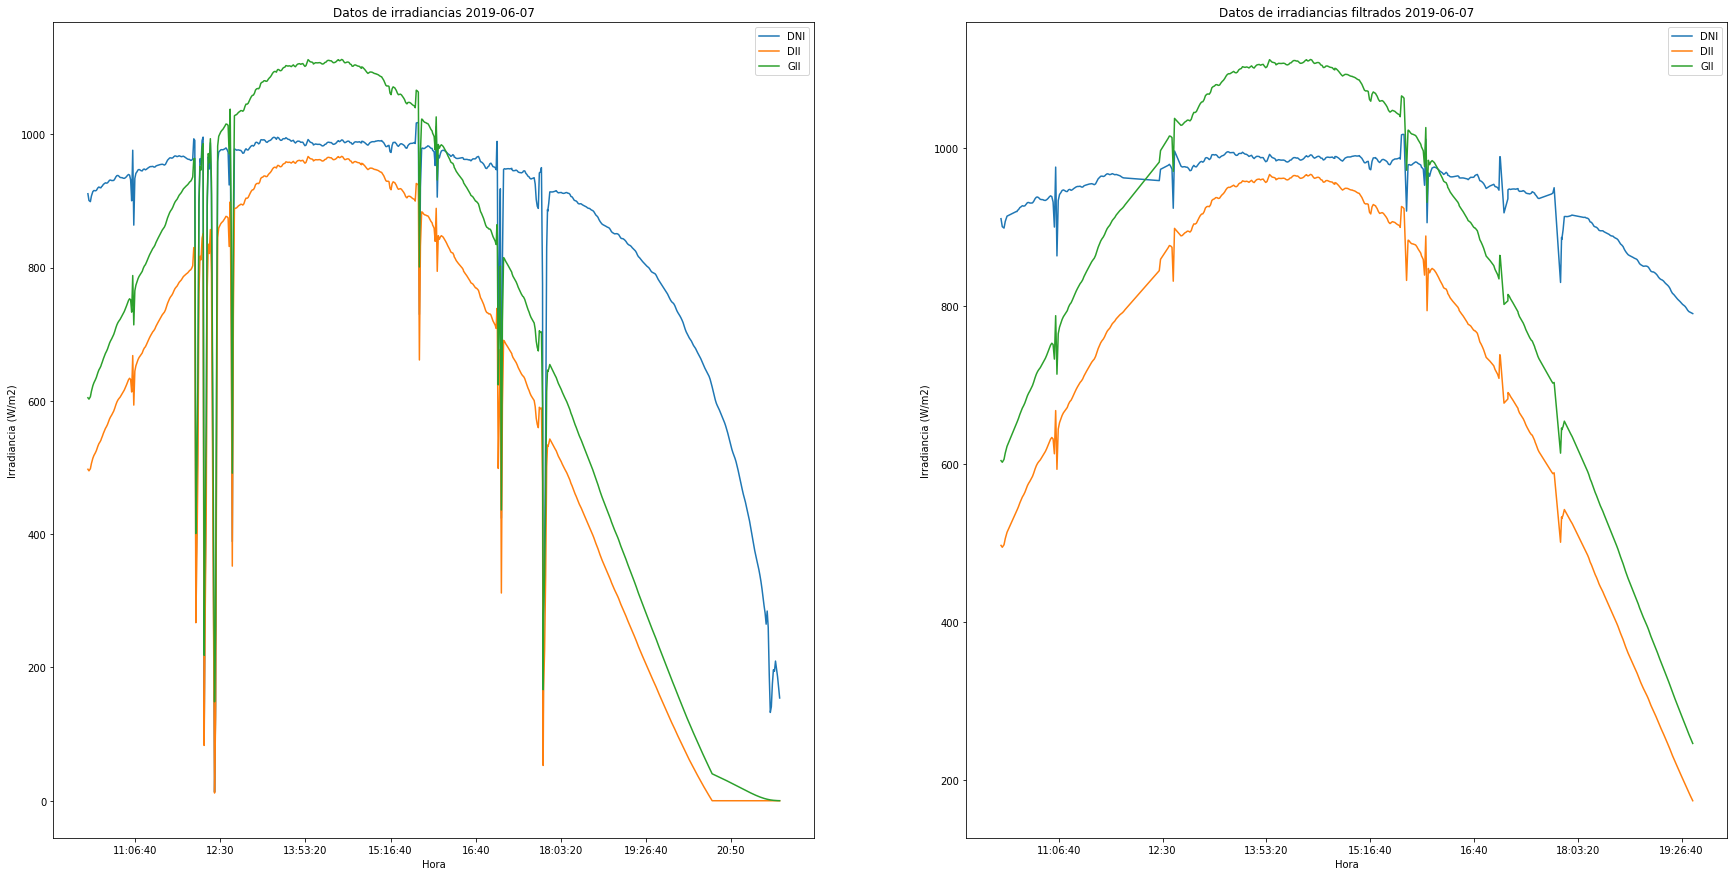 Datos de irradiancias 2019-06-07
DNI
DII
GII
Irradiancia (W/m2)
1000
800
600
400
200
0
11:06:40 12:30 13:53:20 15:16:40 16:40 18:03:20 19:26:40 20:50
Hora
Datos de irradiancias filtrados 2019-06-07
DNI
DII
GII
Irradiancia (W/m2)
1000
800
600
400
200
11:06:40 12:30 13:53:20 15:16:40 16:40 18:03:20 19:26:40
Hora